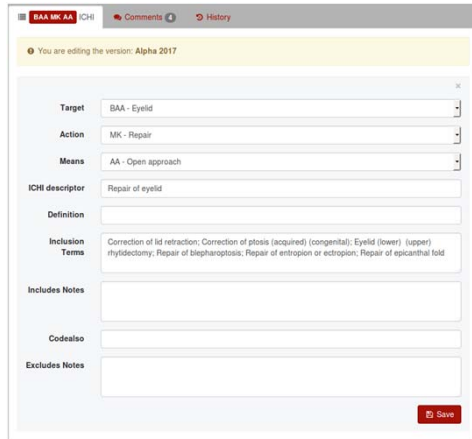 BAA MK AA ICHI Comments 4 History
You are editing the version: Alpha 2017
×
Target BAA - Eyelid
Action MK - Repair
Means AA - Open approach
ICHI descriptor Repair of eyelid
Definition
Inclusion Correction of lid retraction; Correction of ptosis (acquired) (congenital); Eyelid (lower) (upper)
Terms rhytidectomy; Repair of blepharoptosis; Repair of entropion or ectropion; Repair of epicanthal fold
Includes Notes
Codealso
Excludes Notes
Save